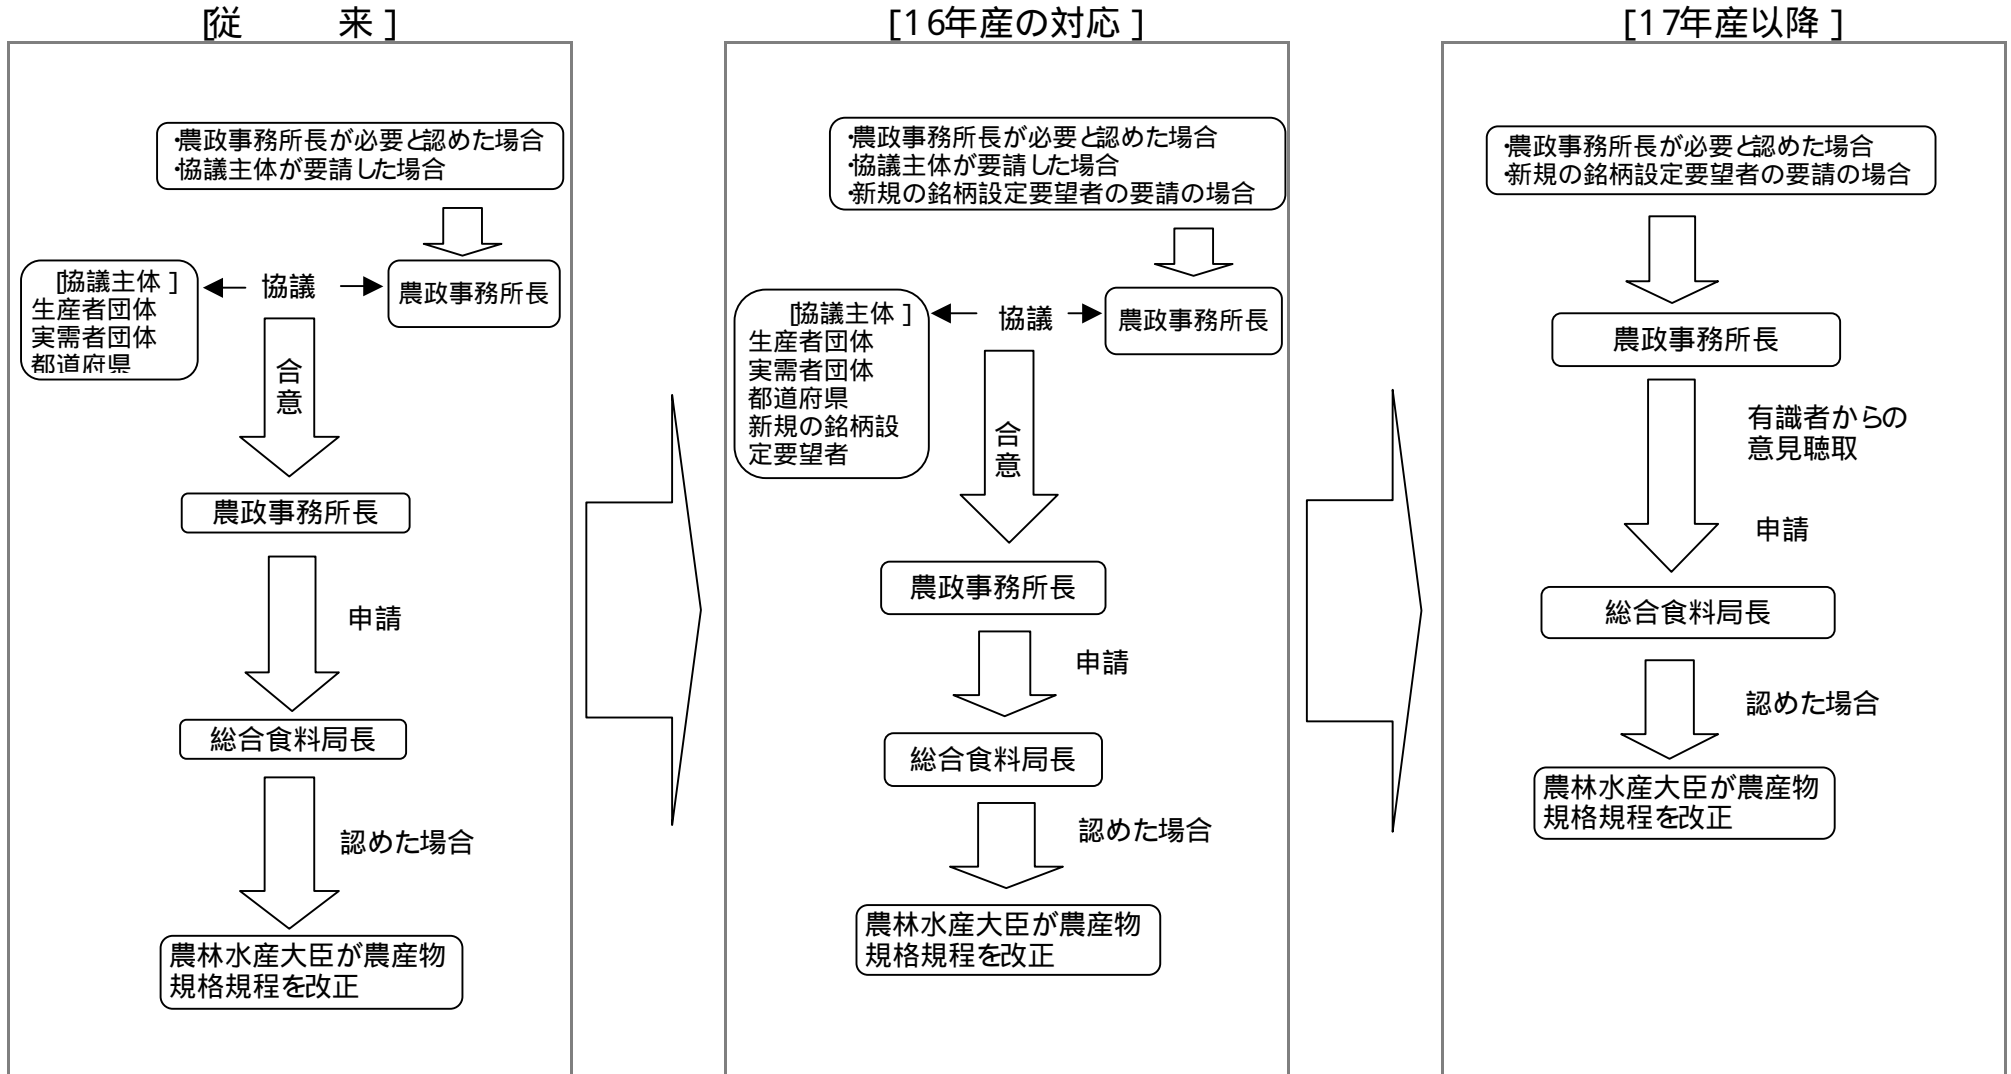 [従　　来]
・農政事務所長が必要と認めた場合
・協議主体が要請した場合
[協議主体]
生産者団体
実需者団体
都道府県
協議
農政事務所長
合意
農政事務所長
申請
総合食料局長
認めた場合
農林水産大臣が農産物
規格規程を改正
[16年産の対応]
・農政事務所長が必要と認めた場合
・協議主体が要請した場合
・新規の銘柄設定要望者の要請の場合
[協議主体]
生産者団体
実需者団体
都道府県
新規の銘柄設
定要望者
協議
農政事務所長
合意
農政事務所長
申請
総合食料局長
認めた場合
農林水産大臣が農産物
規格規程を改正
[17年産以降]
・農政事務所長が必要と認めた場合
・新規の銘柄設定要望者の要請の場合
農政事務所長
有識者からの
意見聴取
申請
総合食料局長
認めた場合
農林水産大臣が農産物
規格規程を改正